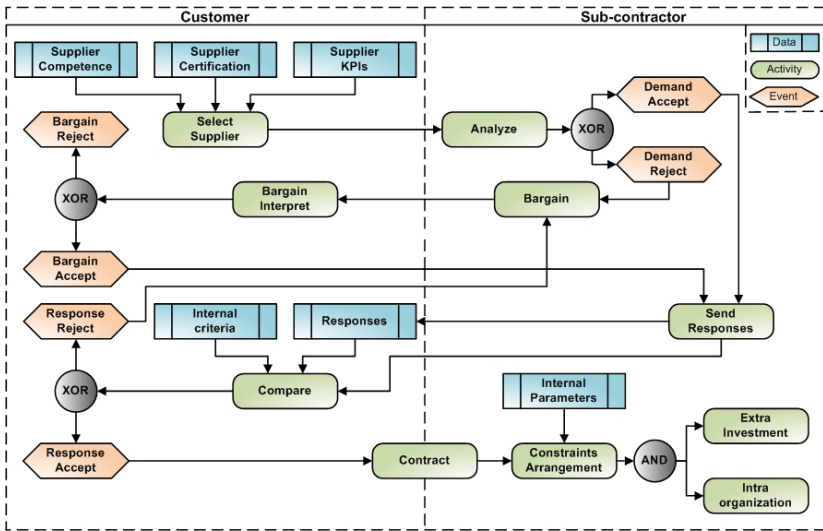 Customer
Sub-contractor
Supplier
Competence
Supplier
Certification
Supplier
KPIs
Data
Activity
Event
Demand
Accept
Bargain
Reject
Select
Supplier
Analyze
XOR
Demand
Reject
XOR
Bargain
Interpret
Bargain
Bargain
Accept
Response
Reject
Internal
criteria
Responses
Send
Responses
XOR
Compare
Internal
Parameters
Extra
Investment
Response
Accept
Contract
Constraints
Arrangement
AND
Intra
organization